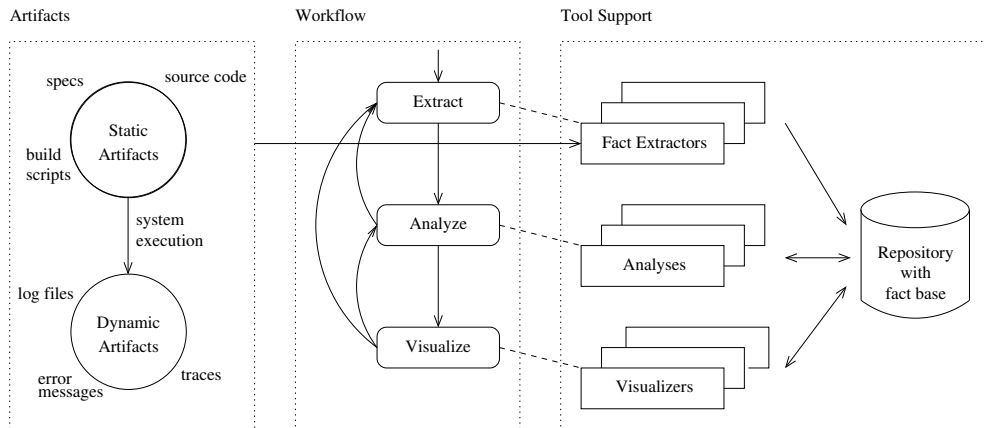 Artifacts
Workflow
Tool Support
specs
source code
Static
Artifacts
build
scripts
system
execution
log files
Dynamic
Artifacts
error
messages
traces
Extract
Analyze
Visualize
Fact Extractors
Analyses
Visualizers
Repository
with
fact base